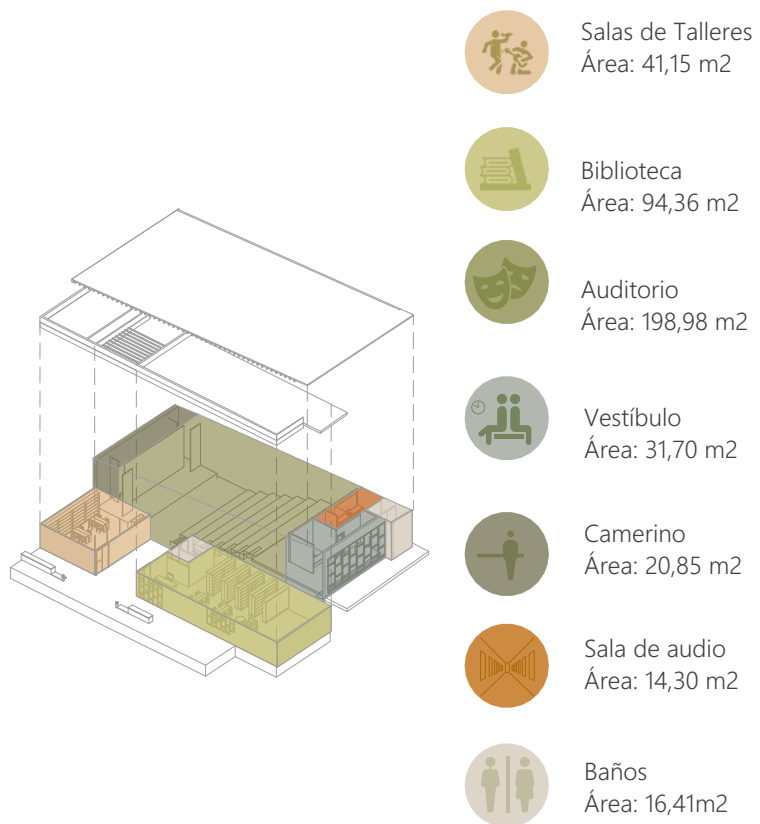 Salas de Talleres
Área: 41,15 m2
Biblioteca
Área: 94,36 m2
Auditorio
Área: 198,98 m2
Vestíbulo
Área: 31,70 m2
Camerino
Área: 20,85 m2
Sala de audio
Área: 14,30 m2
Baños
Área: 16,41m2